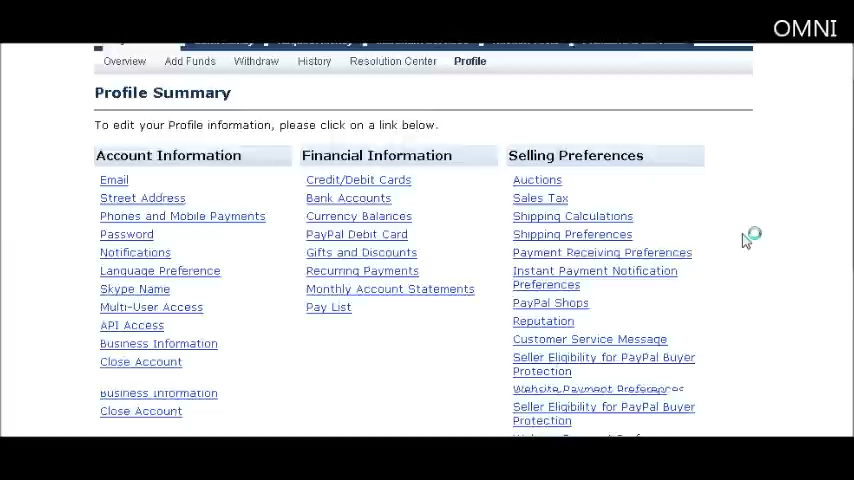 OMNI
Overview Add Funds Withdraw History Resolution Center Profile
Profile Summary
To edit your Profile information, please click on a link below.
Account Information
Email
Street Address
Phones and Mobile Payments
Password
Notifications
Language Preference
Skype Name
Multi-User Access
API Access
Business Information
Close Account
Business Information
Close Account
Financial Information
Credit/Debit Cards
Bank Accounts
Currency Balances
PayPal Debit Card
Gifts and Discounts
Recurring Payments
Monthly Account Statements
Pay List
Selling Preferences
Auctions
Sales Tax
Shipping Calculations
Shipping Preferences
Payment Receiving Preferences
Instant Payment Notification
Preferences
PayPal Shops
Reputation
Customer Service Message
Seller Eligibility for PayPal Buyer
Protection
Website Payment Preferences
Seller Eligibility for PayPal Buyer
Protection